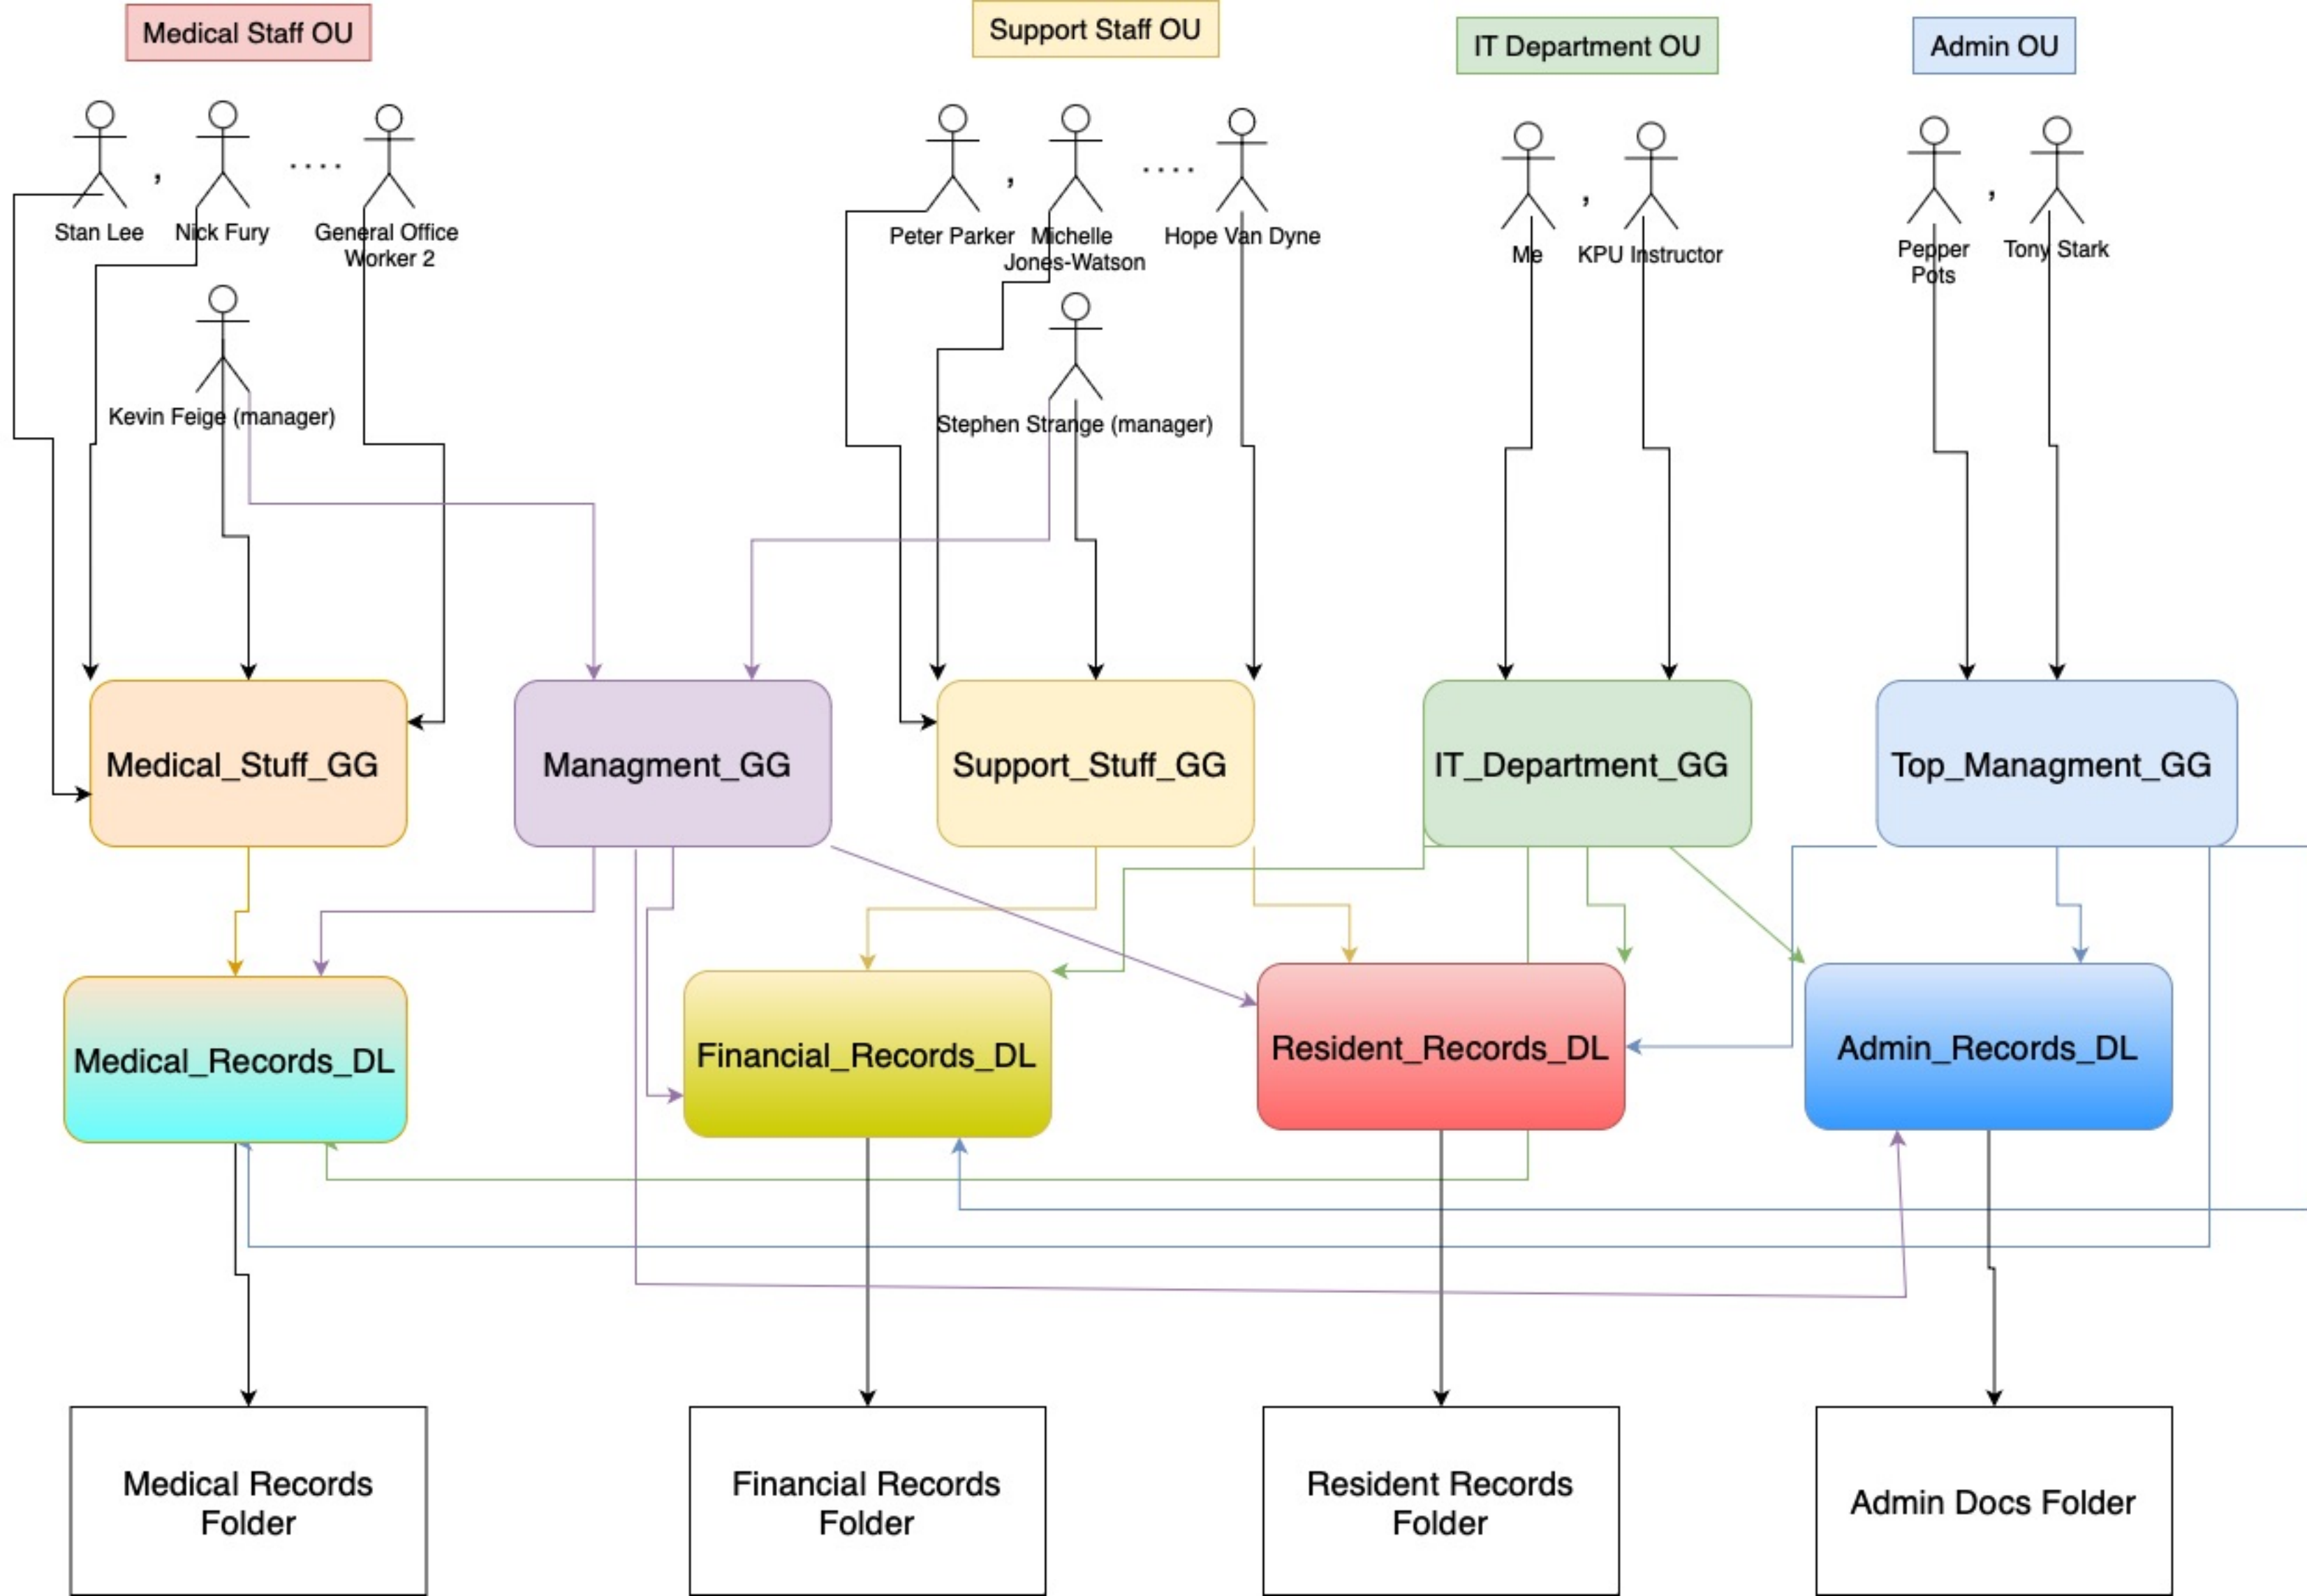 Medical Staff OU
Support Staff OU
IT Department OU
Admin OU
,
....
,
....
,
,
Stan Lee
Nick Fury
General Office
Worker 2
Peter Parker
Michelle
Jones-Watson
Hope Van Dyne
Me
KPU Instructor
Pepper
Pots
Tony Stark
Kevin Feige (manager)
Stephen Strange (manager)
Medical_Stuff_GG
Managment_GG
Support_Stuff_GG
IT_Department_GG
Top_Managment_GG
Medical_Records_DL
Financial_Records_DL
Resident_Records_DL
Admin_Records_DL
Medical Records
Folder
Financial Records
Folder
Resident Records
Folder
Admin Docs Folder